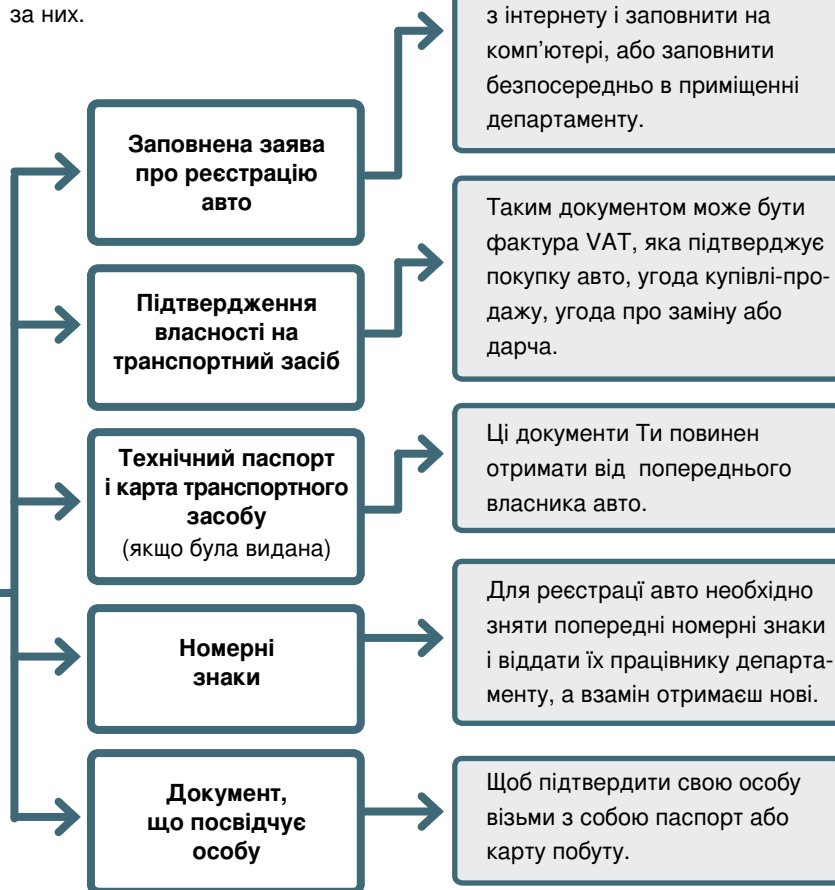 за них.
з інтернету і заповнити на
комп’ютері, або заповнити
безпосередньо в приміщенні
департаменту.
Заповнена заява
про реєстрацію
авто
Таким документом може бути
фактура VAT, яка підтверджує
покупку авто, угода купівлі-про-
дажу, угода про заміну або
дарча.
Підтвердження
власності на
транспортний засіб
Ці документи Ти повинен
отримати від попереднього
власника авто.
Технічний паспорт
і карта транспортного
засобу
(якщо була видана)
Для реєстраціï авто необхідно
зняти попередні номерні знаки
і віддати їх працівнику департа-
менту, а взамін отримаєш нові.
Номерні
знаки
Щоб підтвердити свою особу
візьми з собою паспорт або
карту побуту.
Документ,
що посвідчує
особу